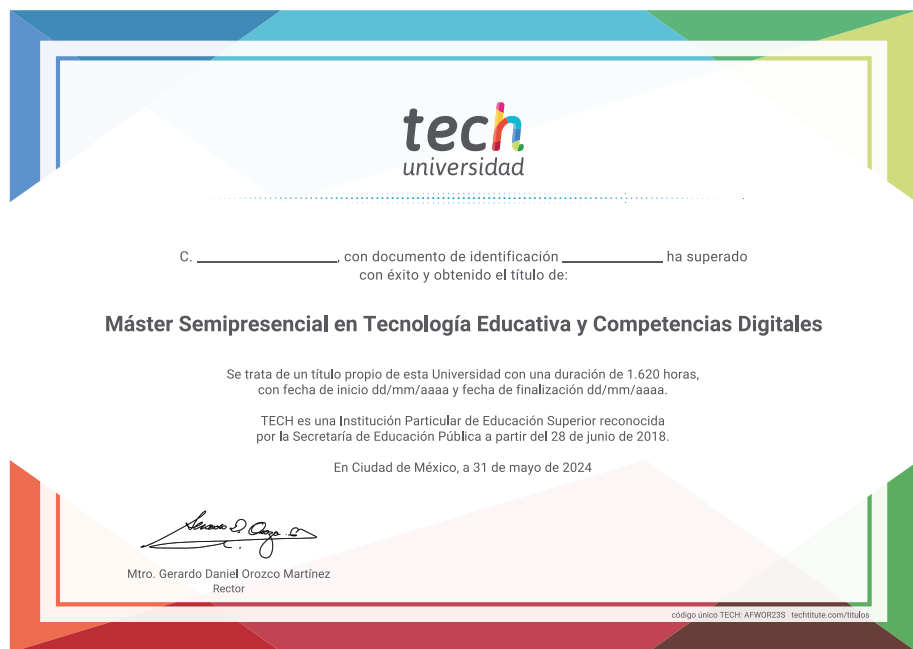 tech
universidad
C. ____________________, con documento de identificación ______________ ha superado
con éxito y obtenido el título de:
Máster Semipresencial en Tecnología Educativa y Competencias Digitales
Se trata de un título propio de esta Universidad con una duración de 1.620 horas,
con fecha de inicio dd/mm/aaaa y fecha de finalización dd/mm/aaaa.
TECH es una Institución Particular de Educación Superior reconocida
por la Secretaría de Educación Pública a partir del 28 de junio de 2018.
En Ciudad de México, a 31 de mayo de 2024
Mtro. Gerardo Daniel Orozco Martínez
Rector
código único TECH: AFWOR23S techtitute.com/titulos